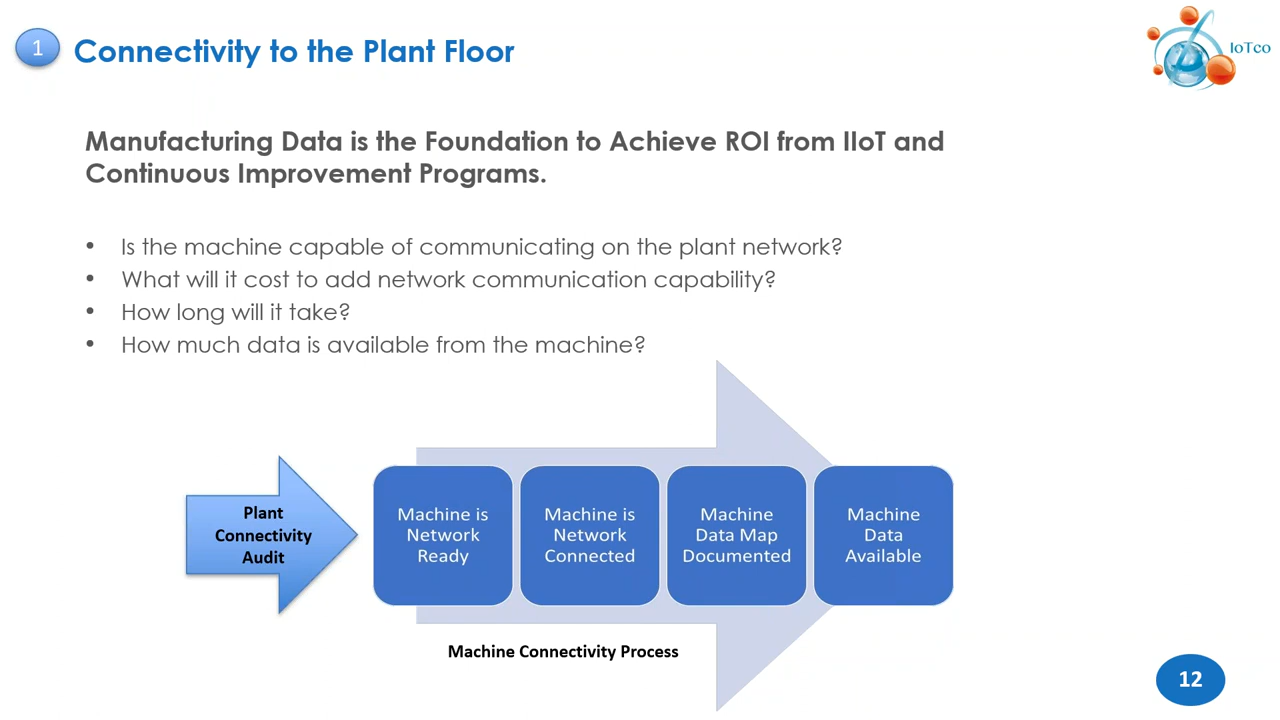 1
Connectivity to the Plant Floor
IoTco
Manufacturing Data is the Foundation to Achieve ROI from IIoT and
Continuous Improvement Programs.
• Is the machine capable of communicating on the plant network?
• What will it cost to add network communication capability?
• How long will it take?
• How much data is available from the machine?
Plant
Connectivity
Audit
Machine is
Network
Ready
Machine is
Network
Connected
Machine
Data Map
Documented
Machine
Data
Available
Machine Connectivity Process
12